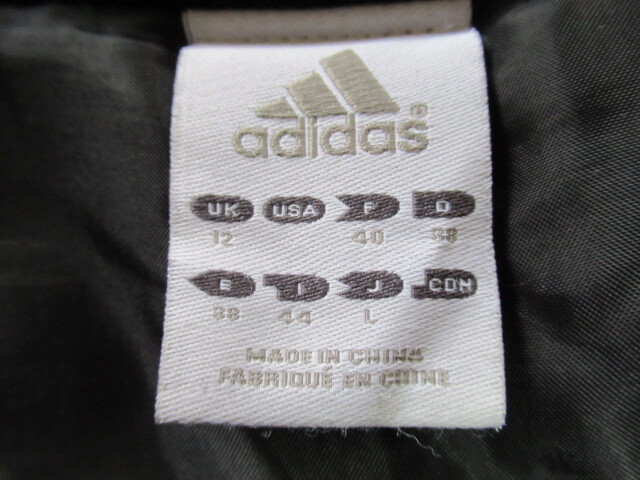 adidas®
UK USA F D
12 40 38
E I J CDN
38 44 L
MADE IN CHINA
FABRIQUÉ EN CHINE